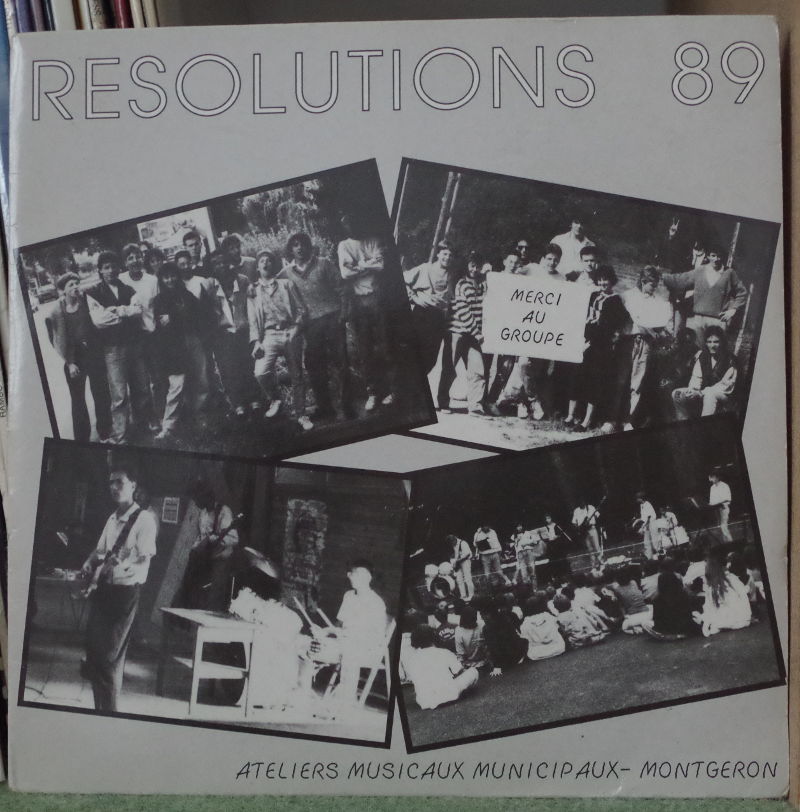 RESOLUTIONS 89
MERCI
AU
GROUPE
ATELIERS MUSICAUX MUNICIPAUX- MONTGERON